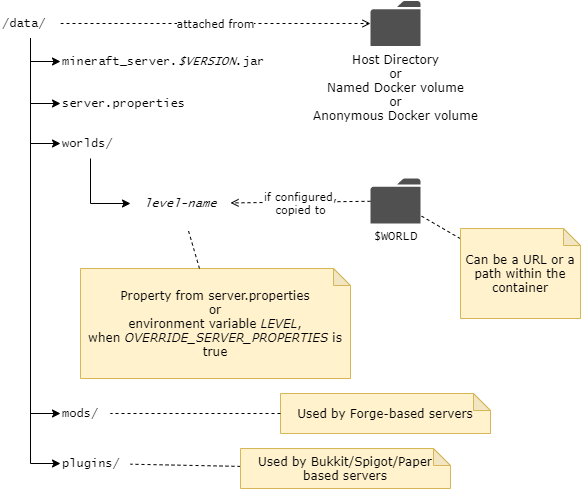 /data/
attached from
Host Directory
or
Named Docker volume
or
Anonymous Docker volume
mineraft_server.$VERSION.jar
server.properties
worlds/
level-name
if configured,
copied to
$WORLD
Can be a URL or a
path within the
container
Property from server.properties
or
environment variable LEVEL,
when OVERRIDE_SERVER_PROPERTIES is
true
mods/
Used by Forge-based servers
plugins/
Used by Bukkit/Spigot/Paper
based servers